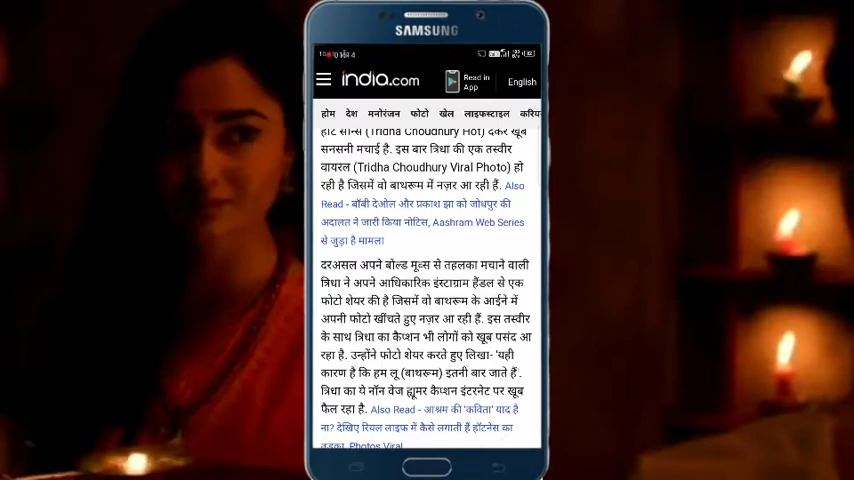 SAMSUNG
india.com
Read in
App
English
होम देश मनोरंजन फोटो खेल लाइफस्टाइल करिय
हॉट सीन्स (Tridha Choudhury Hot) देकर खूब
सनसनी मचाई है. इस बार त्रिधा की एक तस्वीर
वायरल (Tridha Choudhury Viral Photo) हो
रही है जिसमें वो बाथरूम में नज़र आ रही हैं. Also
Read - बॉबी देओल और प्रकाश झा को जोधपुर की
अदालत ने जारी किया नोटिस, Aashram Web Series
से जुड़ा है मामला
दरअसल अपने बोल्ड मूव्स से तहलका मचाने वाली
त्रिधा ने अपने आधिकारिक इंस्टाग्राम हैंडल से एक
फोटो शेयर की है जिसमें वो बाथरूम के आईने में
अपनी फोटो खींचते हुए नज़र आ रही हैं. इस तस्वीर
के साथ त्रिधा का कैप्शन भी लोगों को खूब पसंद आ
रहा है. उन्होंने फोटो शेयर करते हुए लिखा- 'यही
कारण है कि हम लू (बाथरूम) इतनी बार जाते हैं'.
त्रिधा का ये नॉन वेज ह्यूमर कैप्शन इंटरनेट पर खूब
फैल रहा है. Also Read - आश्रम की 'कविता' याद है
ना? देखिए रियल लाइफ में कैसे लगाती हैं हॉटनेस का
तड़का, Photos Viral